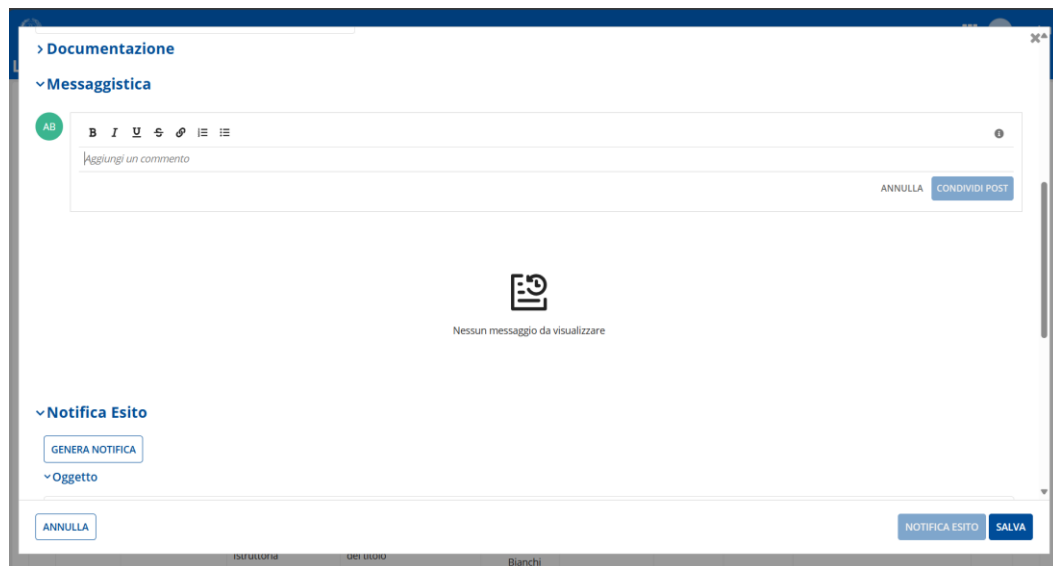 Documentazione
Messaggistica
AB
B I U S
Aggiungi un commento
ANNULLA CONDIVIDI POST
Nessun messaggio da visualizzare
Notifica Esito
GENERA NOTIFICA
Oggetto
ANNULLA NOTIFICA ESITO SALVA
Istruttoria del titolo
Bianchi